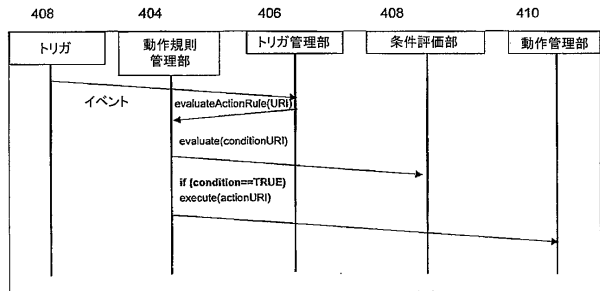 408 404 406 408 410
トリガ
動作規則
管理部
トリガ管理部
条件評価部
動作管理部
イベント
evaluateActionRule(URI)
evaluate(conditionURI)
if (condition==TRUE)
execute(actionURI)